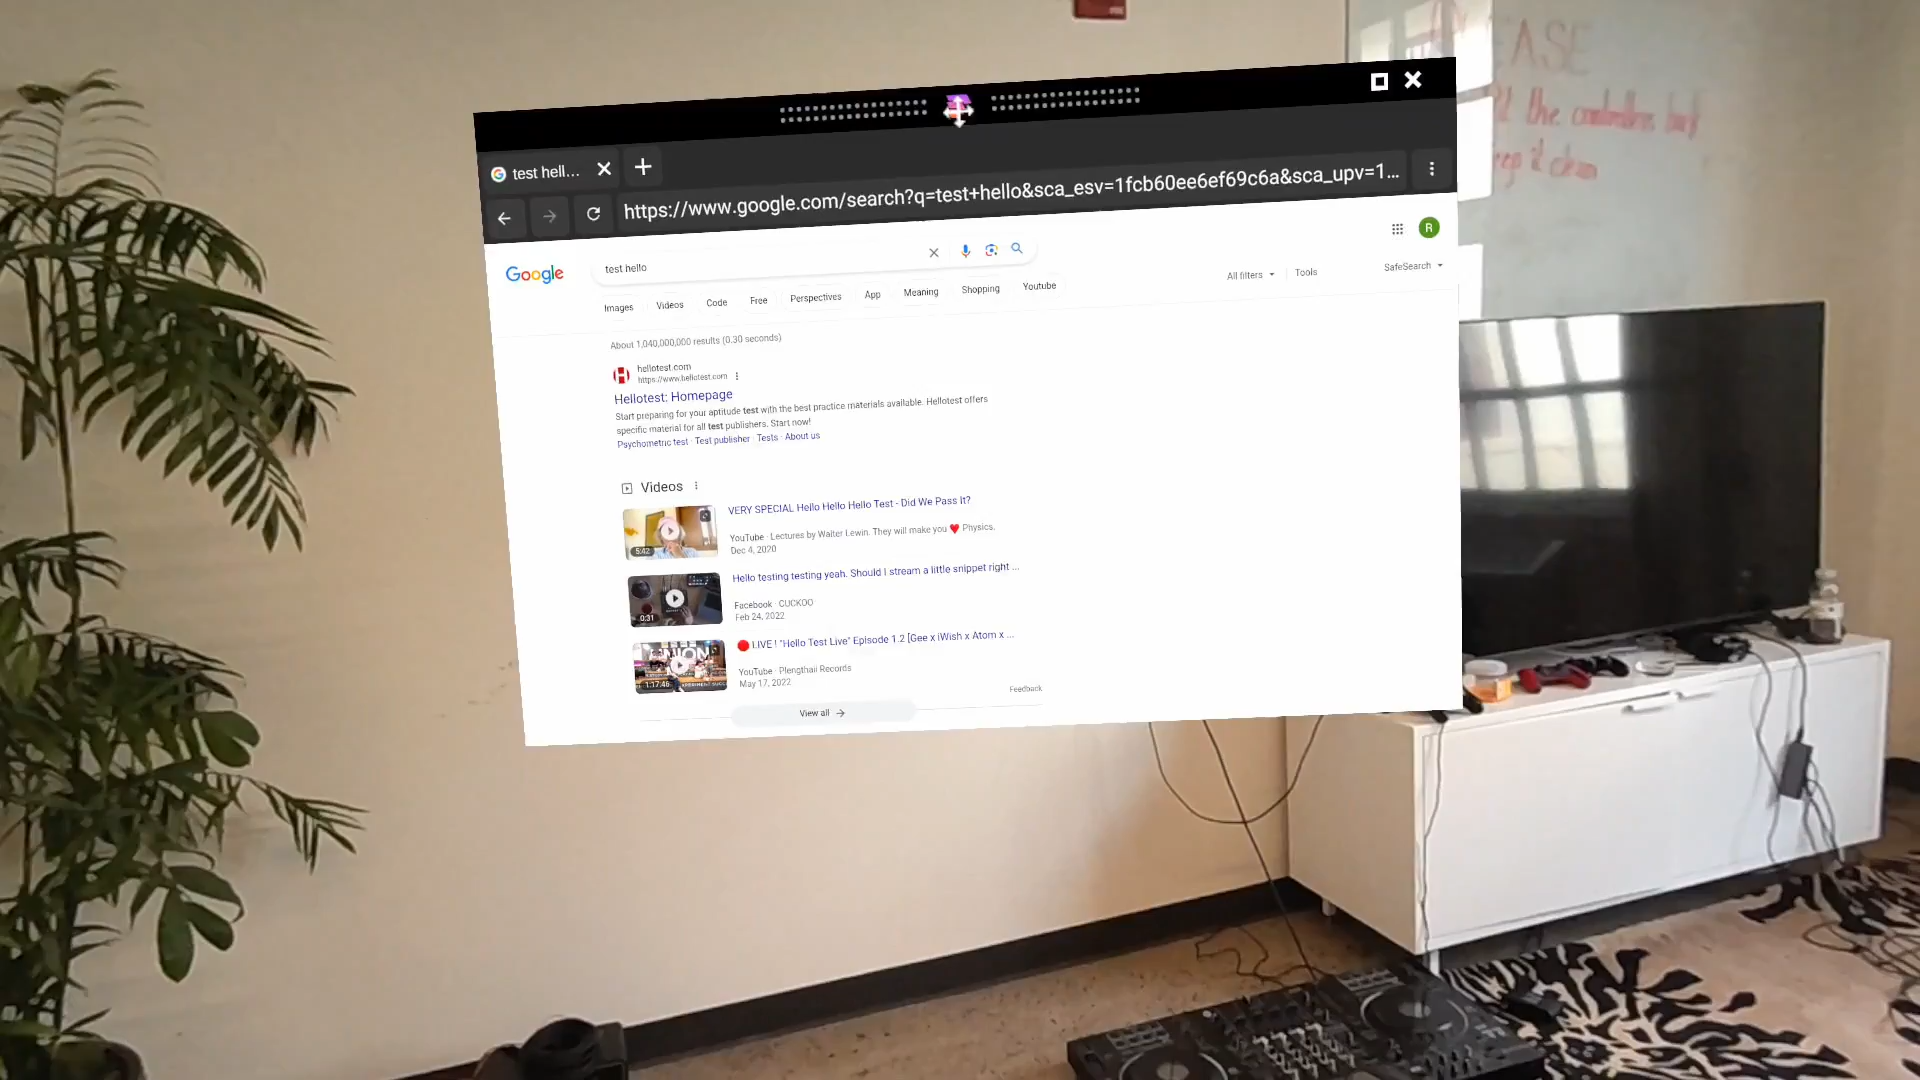 test hell...
https://www.google.com/search?q=test+hello&sca_esv=1fcb60ee6ef69c6a&sca_upv=1...
R
Google
test hello
Images Videos Code Free Perspectives App Meaning Shopping Youtube
All filters Tools SafeSearch
About 1,040,000,000 results (0.30 seconds)
H
hellotest.com
https://www.hellotest.com
Hellotest: Homepage
Start preparing for your aptitude test with the best practice materials available. Hellotest offers
specific material for all test publishers. Start now!
Psychometric test · Test publisher · Tests · About us
Videos
VERY SPECIAL Hello Hello Hello Test - Did We Pass It?
YouTube · Lectures by Walter Lewin. They will make you ❤️ Physics.
5:42
Dec 4, 2020
Hello testing testing yeah. Should I stream a little snippet right ...
Facebook · CUCKOO
0:31
Feb 24, 2022
🔴 LIVE ! "Hello Test Live" Episode 1.2 [Gee x iWish x Atom x ...
YouTube · Plengthaii Records
1:17:46
May 17, 2022
Feedback
View all
EASE
the controllers back
it clean